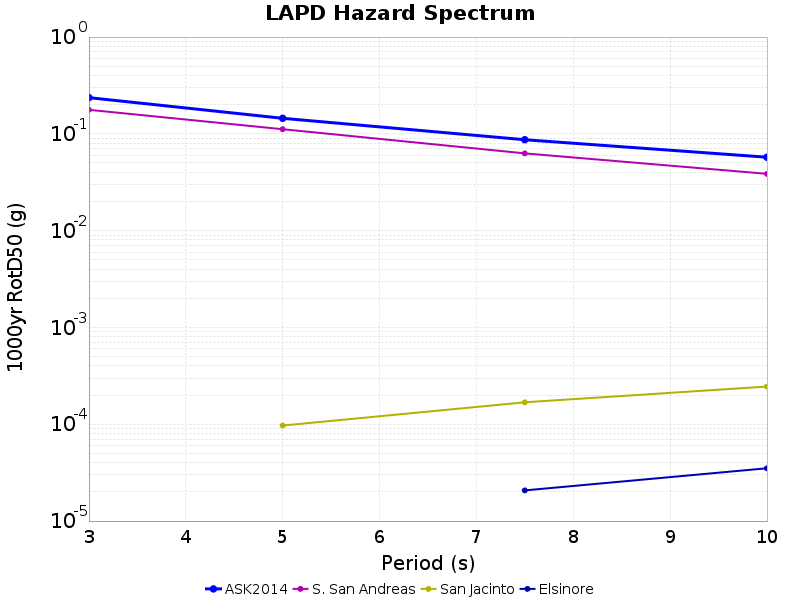 LAPD Hazard Spectrum
1000yr RotD50 (g)
10^0
10^-1
10^-2
10^-3
10^-4
10^-5
3 4 5 6 7 8 9 10
Period (s)
ASK2014 S. San Andreas San Jacinto Elsinore